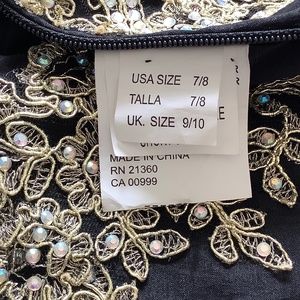 USA SIZE 7/8
TALLA 7/8
UK. SIZE 9/10
MADE IN CHINA
RN 21360
CA 00999